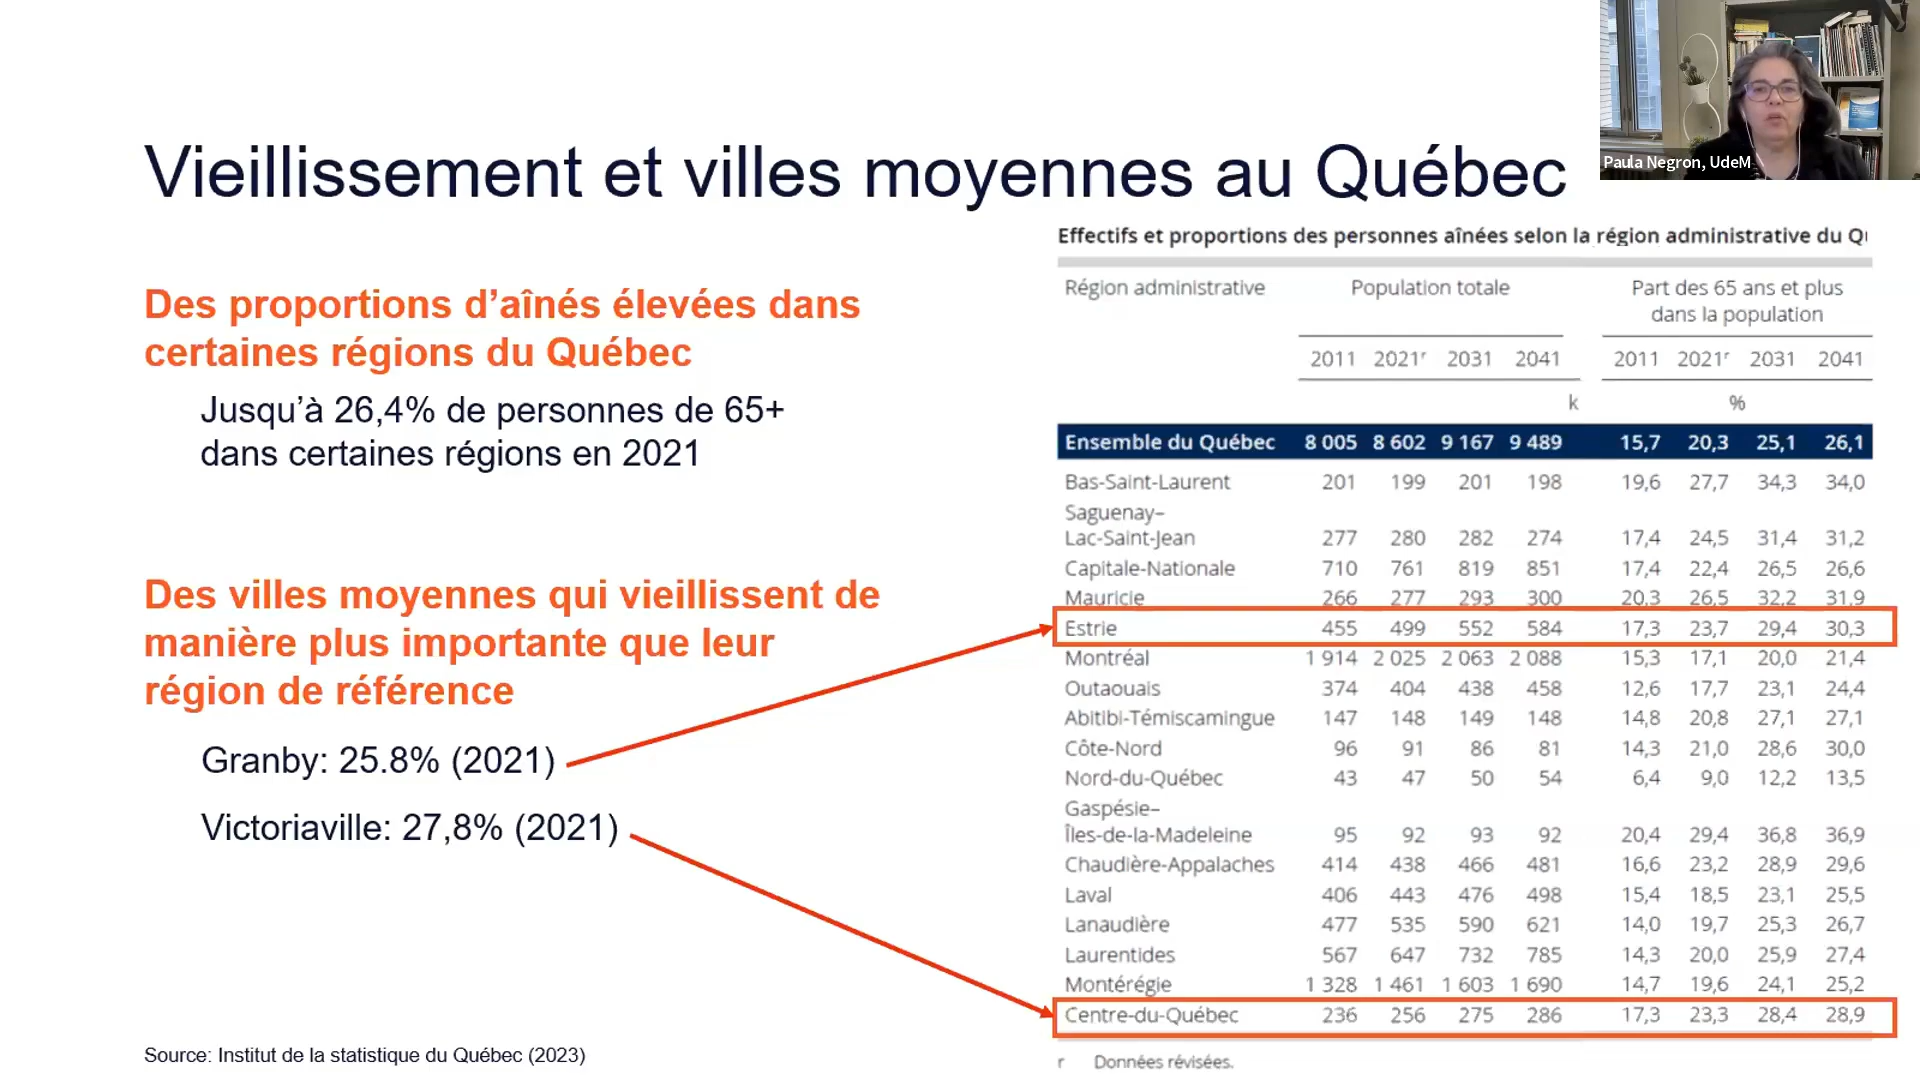 Paula Negron, UdeM
Vieillissement et villes moyennes au Québec
Des proportions d’aînés élevées dans
certaines régions du Québec
Jusqu’à 26,4% de personnes de 65+
dans certaines régions en 2021
Des villes moyennes qui vieillissent de
manière plus importante que leur
région de référence
Granby: 25.8% (2021)
Victoriaville: 27,8% (2021)
Source: Institut de la statistique du Québec (2023)
Effectifs et proportions des personnes aînées selon la région administrative du Q
Région administrative Population totale Part des 65 ans et plus
dans la population
2011 2021r 2031 2041 2011 2021r 2031 2041
k %
Ensemble du Québec 8 005 8 602 9 167 9 489 15,7 20,3 25,1 26,1
Bas-Saint-Laurent 201 199 201 198 19,6 27,7 34,3 34,0
Saguenay–
Lac-Saint-Jean 277 280 282 274 17,4 24,5 31,4 31,2
Capitale-Nationale 710 761 819 851 17,4 22,4 26,5 26,6
Mauricie 266 277 293 300 20,3 26,5 32,2 31,9
Estrie 455 499 552 584 17,3 23,7 29,4 30,3
Montréal 1 914 2 025 2 063 2 088 15,3 17,1 20,0 21,4
Outaouais 374 404 438 458 12,6 17,7 23,1 24,4
Abitibi-Témiscamingue 147 148 149 148 14,8 20,8 27,1 27,1
Côte-Nord 96 91 86 81 14,3 21,0 28,6 30,0
Nord-du-Québec 43 47 50 54 6,4 9,0 12,2 13,5
Gaspésie–
Îles-de-la-Madeleine 95 92 93 92 20,4 29,4 36,8 36,9
Chaudière-Appalaches 414 438 466 481 16,6 23,2 28,9 29,6
Laval 406 443 476 498 15,4 18,5 23,1 25,5
Lanaudière 477 535 590 621 14,0 19,7 25,3 26,7
Laurentides 567 647 732 785 14,3 20,0 25,9 27,4
Montérégie 1 328 1 461 1 603 1 690 14,7 19,6 24,1 25,2
Centre-du-Québec 236 256 275 286 17,3 23,3 28,4 28,9
r Données révisées.